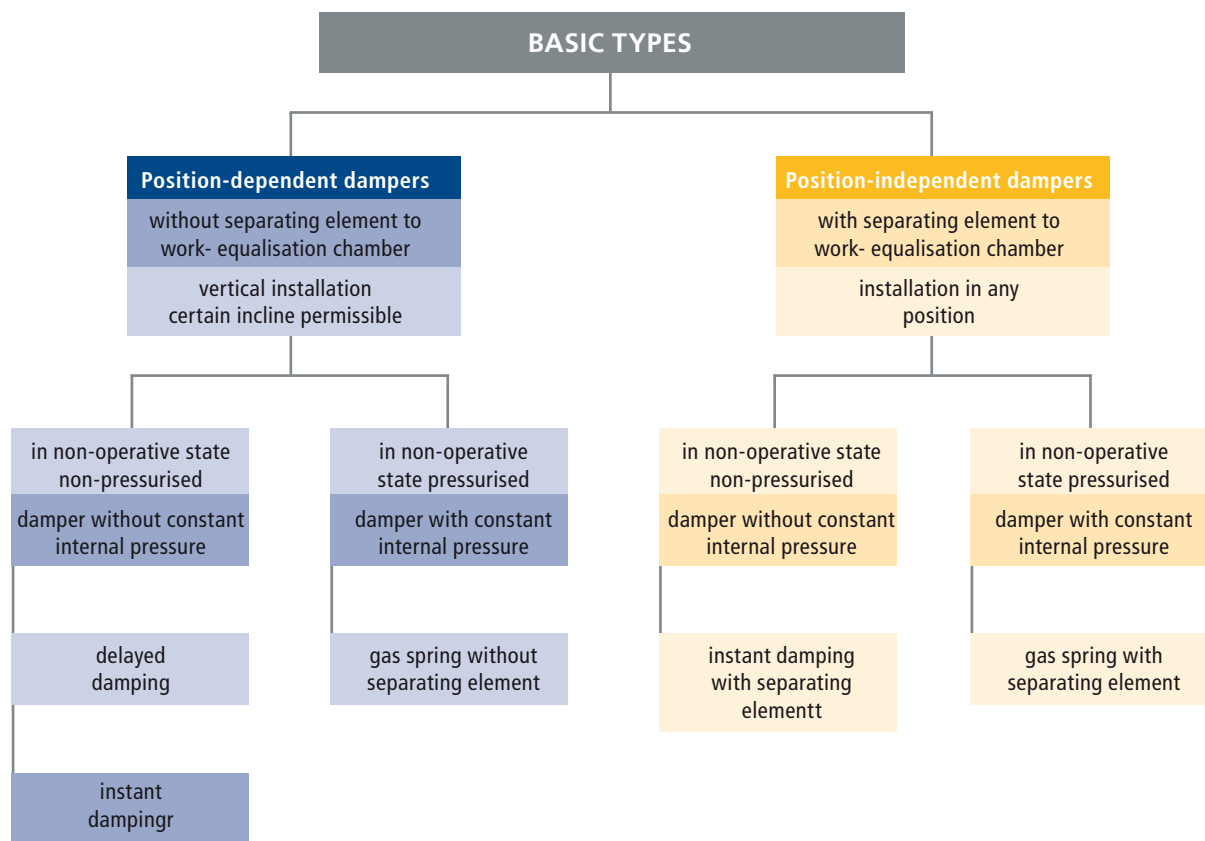 BASIC TYPES
Position-dependent dampers
without separating element to
work- equalisation chamber
vertical installation
certain incline permissible
Position-independent dampers
with separating element to
work- equalisation chamber
installation in any
position
in non-operative state
non-pressurised
damper without constant
internal pressure
delayed
damping
instant
dampingr
in non-operative
state pressurised
damper with constant
internal pressure
gas spring without
separating element
in non-operative state
non-pressurised
damper without constant
internal pressure
instant damping
with separating
elementt
in non-operative
state pressurised
damper with constant
internal pressure
gas spring with
separating element